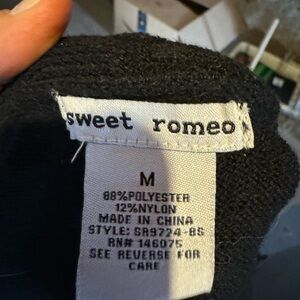 sweet romeo
M
88%POLYESTER
12%NYLON
MADE IN CHINA
STYLE: SR9724-BS
RN# 146075
SEE REVERSE FOR
CARE